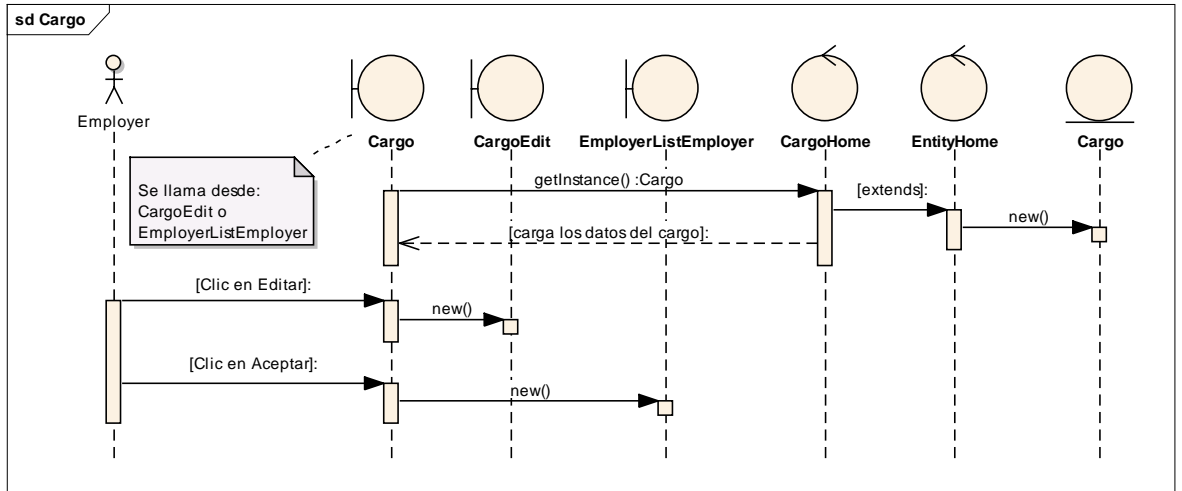 sd Cargo
Employer
Cargo
CargoEdit
EmployerListEmployer
CargoHome
EntityHome
Cargo
Se llama desde:
CargoEdit o
EmployerListEmployer
getInstance() :Cargo
[extends]:
new()
[carga los datos del cargo]:
[Clic en Editar]:
new()
[Clic en Aceptar]:
new()